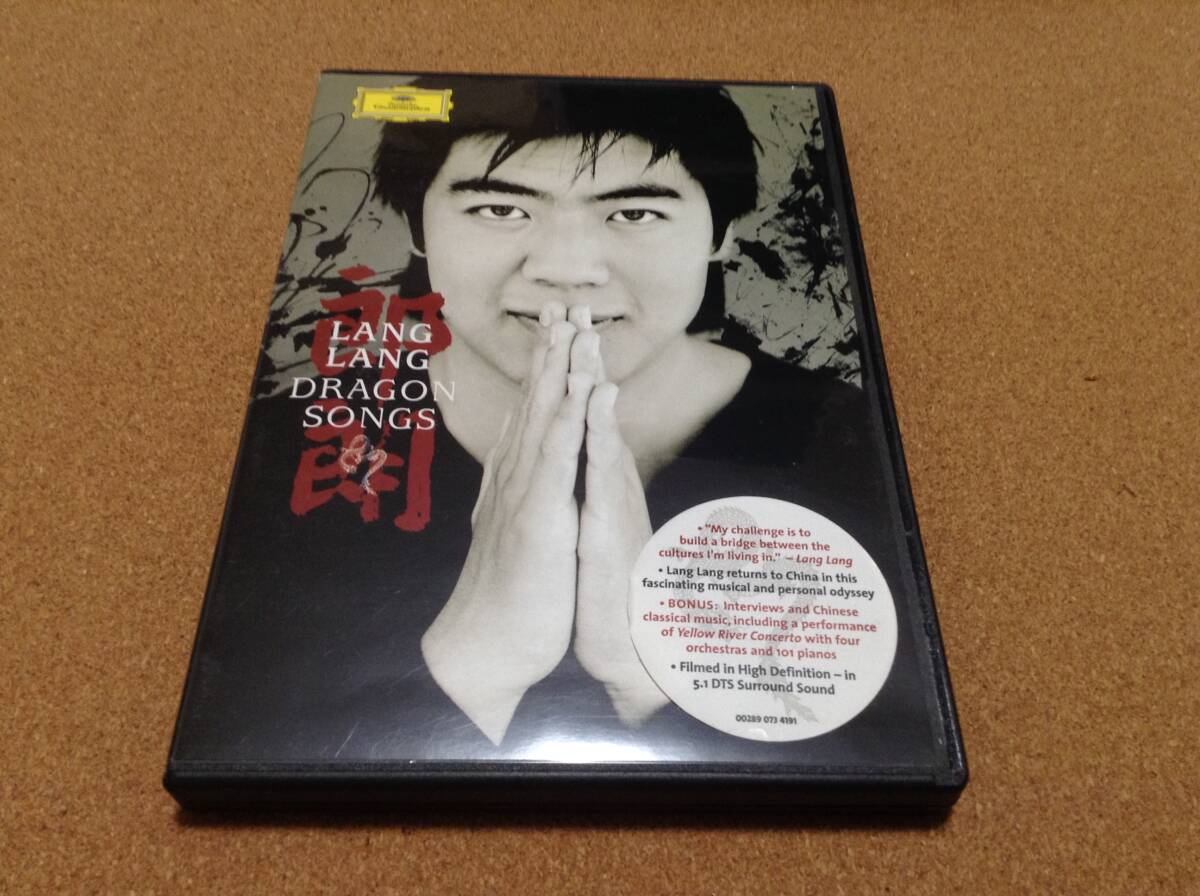 Deutsche
Grammophon
郎
朗
LANG
LANG
DRAGON
SONGS
• "My challenge is to
build a bridge between the
cultures I'm living in." – Lang Lang
• Lang Lang returns to China in this
fascinating musical and personal odyssey
• BONUS: Interviews and Chinese
classical music, including a performance
of Yellow River Concerto with four
orchestras and 101 pianos
• Filmed in High Definition – in
5.1 DTS Surround Sound
00289 073 4191